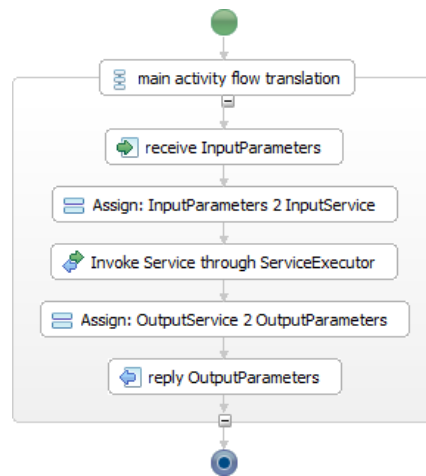 main activity flow translation
receive InputParameters
Assign: InputParameters 2 InputService
Invoke Service through ServiceExecutor
Assign: OutputService 2 OutputParameters
reply OutputParameters